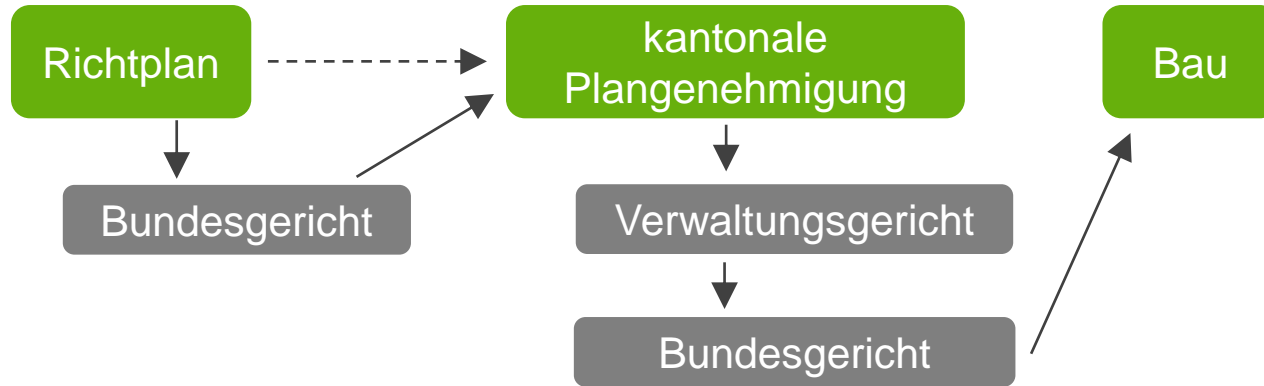 Richtplan
kantonale
Plangenehmigung
Bau
Bundesgericht
Verwaltungsgericht
Bundesgericht